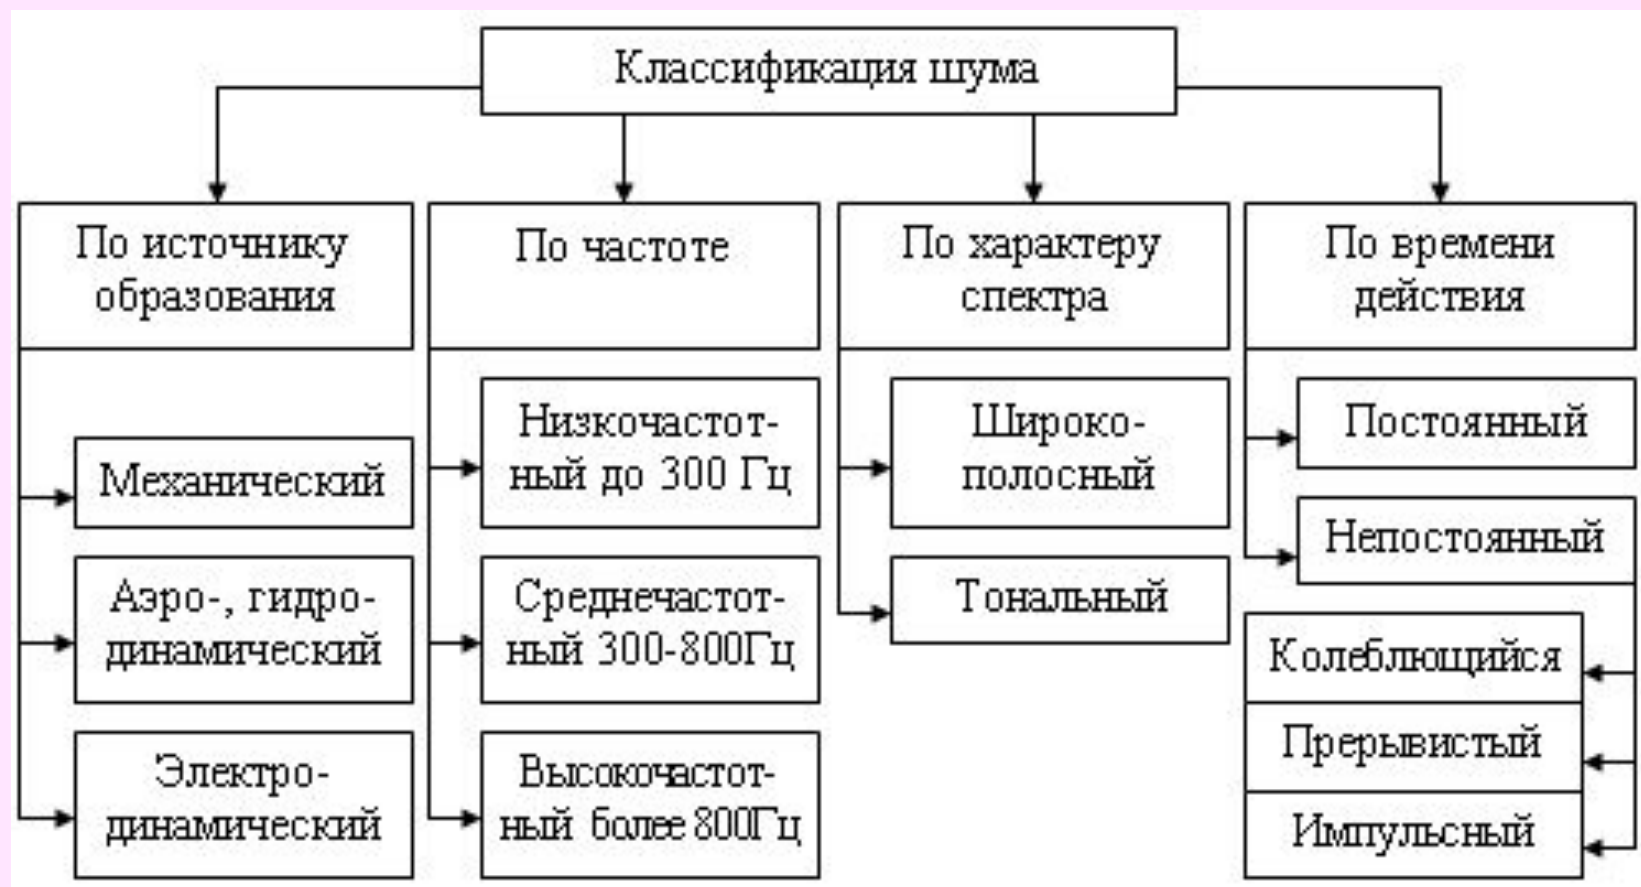 Классификация шума
По источнику
образования
Механический
Аэро-, гидро-
динамический
Электро-
динамический
По частоте
Низкочастот-
ный до 300 Гц
Среднечастот-
ный 300-800Гц
Высокочастот-
ный более 800Гц
По характеру
спектра
Широко-
полосный
Тональный
По времени
действия
Постоянный
Непостоянный
Колеблющийся
Прерывистый
Импульсный